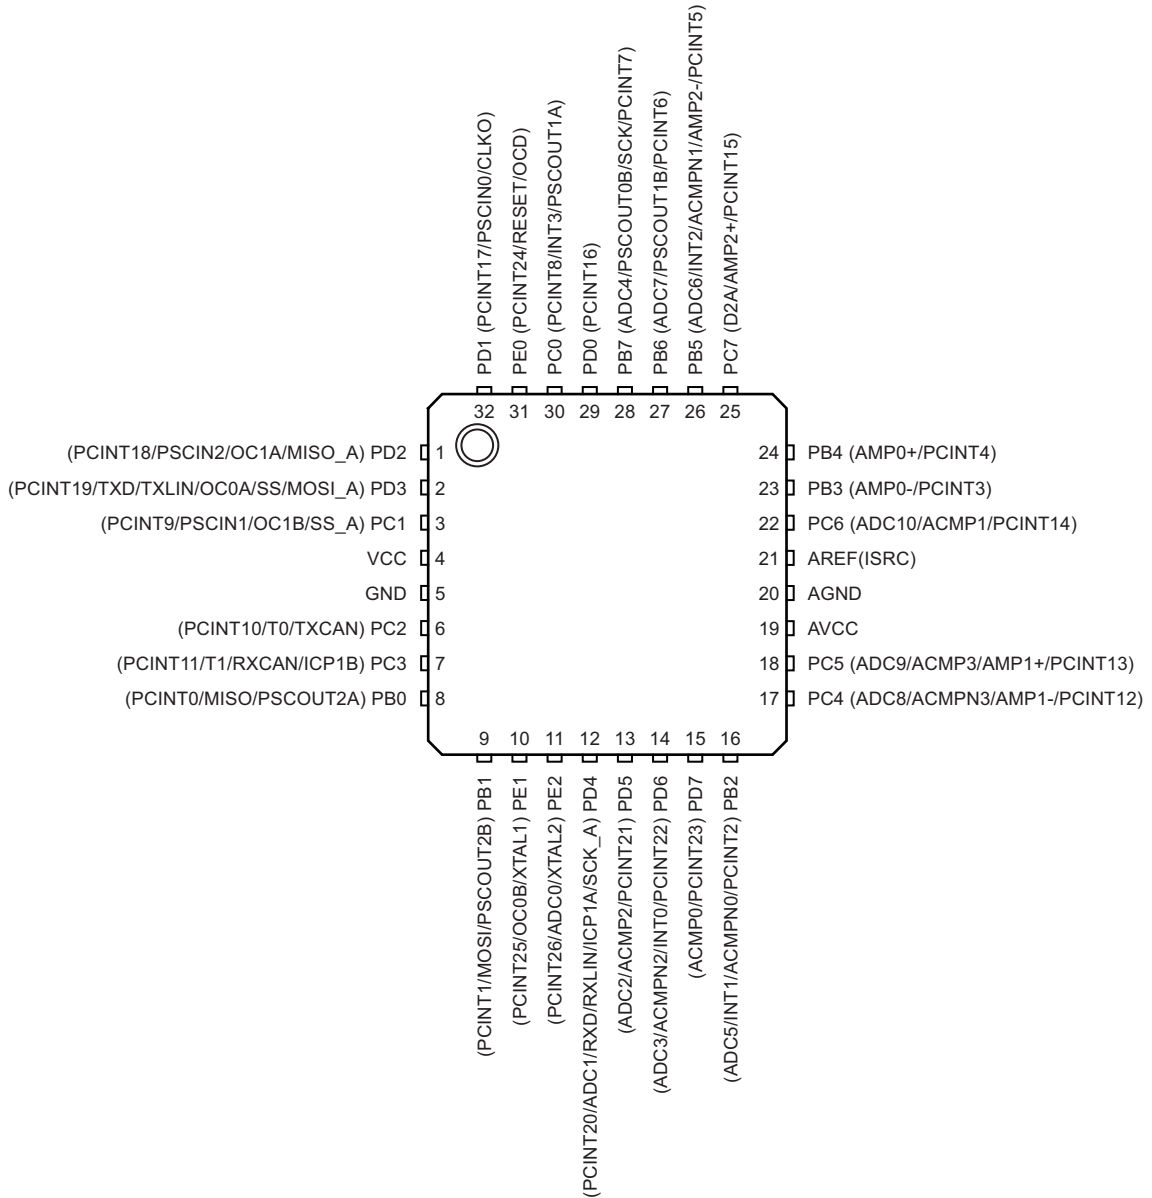 PD1 (PCINT17/PSCIN0/CLKO)
PE0 (PCINT24/RESET/OCD)
PC0 (PCINT8/INT3/PSCOUT1A)
PD0 (PCINT16)
PB7 (ADC4/PSCOUT0B/SCK/PCINT7)
PB6 (ADC7/PSCOUT1B/PCINT6)
PB5 (ADC6/INT2/ACMPN1/AMP2-/PCINT5)
PC7 (D2A/AMP2+/PCINT15)
32 31 30 29 28 27 26 25
(PCINT18/PSCIN2/OC1A/MISO_A) PD2 1
(PCINT19/TXD/TXLIN/OC0A/SS/MOSI_A) PD3 2
(PCINT9/PSCIN1/OC1B/SS_A) PC1 3
VCC 4
GND 5
(PCINT10/T0/TXCAN) PC2 6
(PCINT11/T1/RXCAN/ICP1B) PC3 7
(PCINT0/MISO/PSCOUT2A) PB0 8
24 PB4 (AMP0+/PCINT4)
23 PB3 (AMP0-/PCINT3)
22 PC6 (ADC10/ACMP1/PCINT14)
21 AREF(ISRC)
20 AGND
19 AVCC
18 PC5 (ADC9/ACMP3/AMP1+/PCINT13)
17 PC4 (ADC8/ACMPN3/AMP1-/PCINT12)
9 10 11 12 13 14 15 16
(PCINT1/MOSI/PSCOUT2B) PB1
(PCINT25/OC0B/XTAL1) PE1
(PCINT26/ADC0/XTAL2) PE2
(PCINT20/ADC1/RXD/RXLIN/ICP1A/SCK_A) PD4
(ADC2/ACMP2/PCINT21) PD5
(ADC3/ACMPN2/INT0/PCINT22) PD6
(ACMP0/PCINT23) PD7
(ADC5/INT1/ACMPN0/PCINT2) PB2